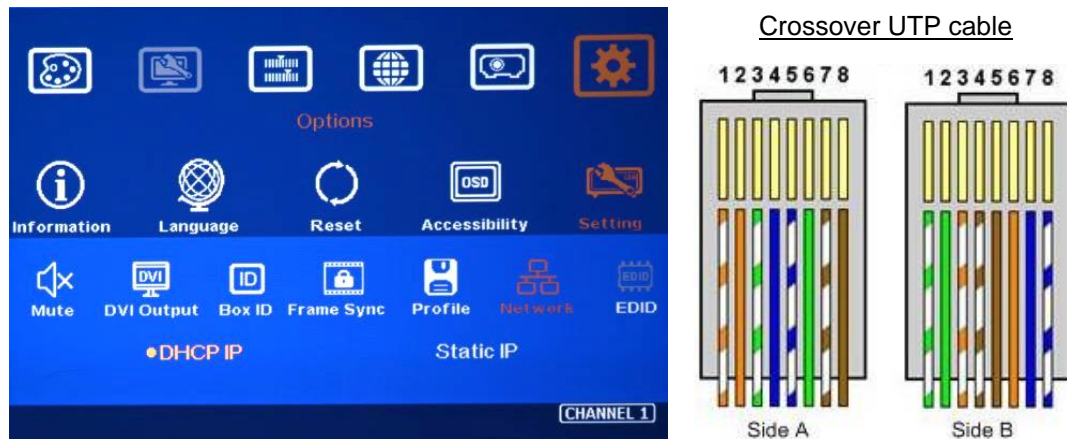 Options
Information
Language
Reset
OSD
Accessibility
Setting
DVI
ID
EDID
Mute
DVI Output
Box ID
Frame Sync
Profile
Network
EDID
DHCP IP
Static IP
CHANNEL 1
Crossover UTP cable
12345678
12345678
Side A
Side B